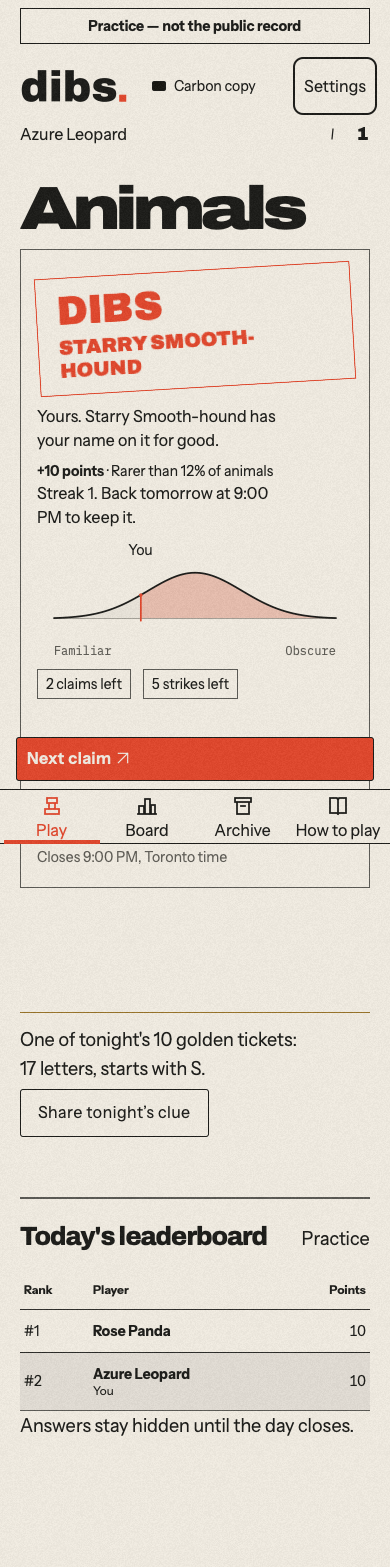 Practice — not the public record
dibs.
Carbon copy
Settings
Azure Leopard
1
Animals
DIBS
STARRY SMOOTH-
HOUND
Yours. Starry Smooth-hound has
your name on it for good.
+10 points · Rarer than 12% of animals
Streak 1. Back tomorrow at 9:00
PM to keep it.
You
Familiar
Obscure
2 claims left
5 strikes left
Next claim ↗
Play
Board
Archive
How to play
Closes 9:00 PM, Toronto time
One of tonight's 10 golden tickets:
17 letters, starts with S.
Share tonight's clue
Today's leaderboard
Practice
Rank Player Points
#1 Rose Panda 10
#2 Azure Leopard 10
You
Answers stay hidden until the day closes.